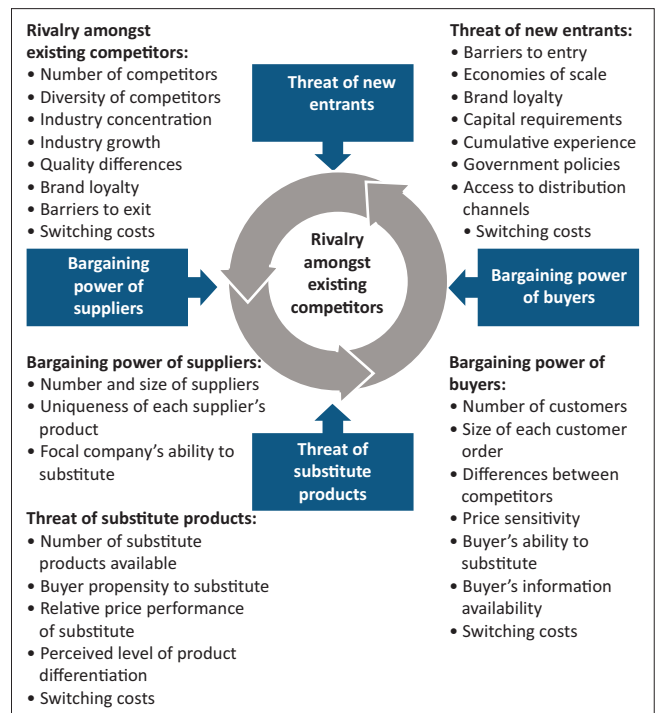 Rivalry amongst
existing competitors:
• Number of competitors
• Diversity of competitors
• Industry concentration
• Industry growth
• Quality differences
• Brand loyalty
• Barriers to exit
• Switching costs
Threat of new
entrants
Threat of new entrants:
• Barriers to entry
• Economies of scale
• Brand loyalty
• Capital requirements
• Cumulative experience
• Government policies
• Access to distribution
channels
• Switching costs
Bargaining
power of
suppliers
Rivalry
amongst
existing
competitors
Bargaining power
of buyers
Bargaining power of suppliers:
• Number and size of suppliers
• Uniqueness of each supplier's
product
• Focal company's ability to
substitute
Threat of
substitute
products
Bargaining power of
buyers:
• Number of customers
• Size of each customer
order
• Differences between
competitors
• Price sensitivity
• Buyer's ability to
substitute
• Buyer's information
availability
• Switching costs
Threat of substitute products:
• Number of substitute
products available
• Buyer propensity to substitute
• Relative price performance
of substitute
• Perceived level of product
differentiation
• Switching costs